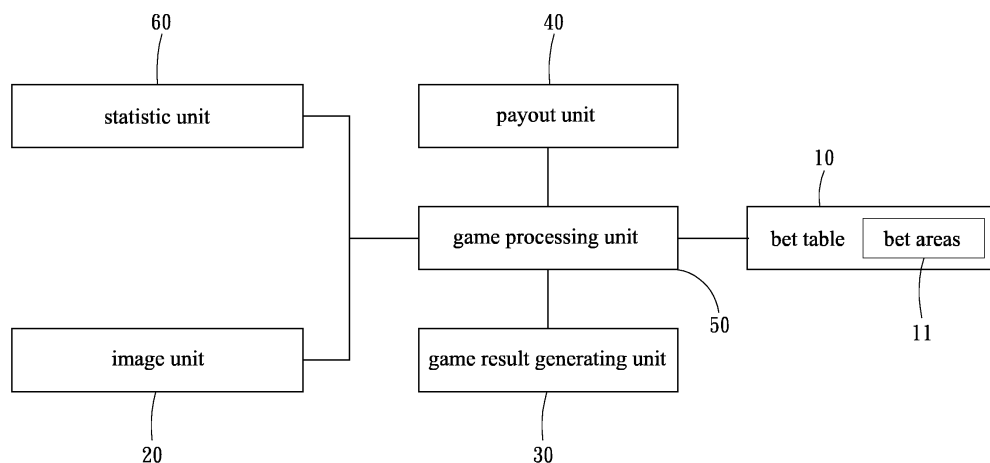 60
40
statistic unit
payout unit
10
game processing unit
bet table
bet areas
50
11
image unit
game result generating unit
20
30